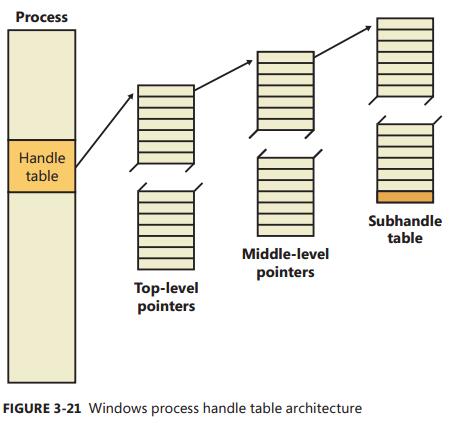 Process
Handle
table
Top-level
pointers
Middle-level
pointers
Subhandle
table
FIGURE 3-21 Windows process handle table architecture